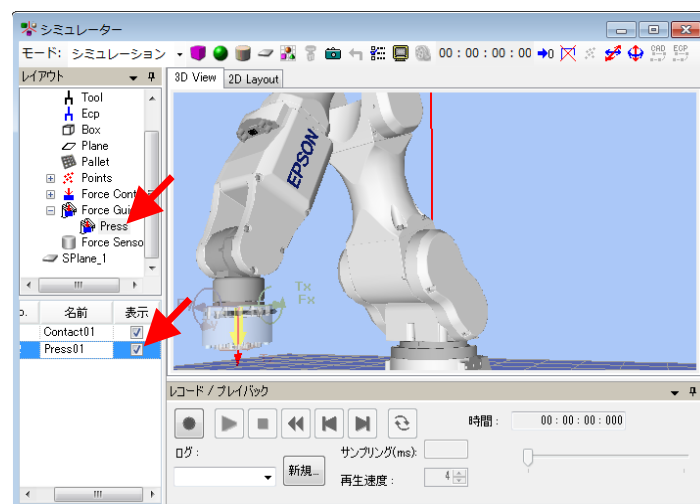 シミュレーター
モード: シミュレーション
00 : 00 : 00 : 00
CAD
ECP
レイアウト
3D View
2D Layout
Tool
Ecp
Box
Plane
Pallet
Points
Force Cont
Force Gui
Press
Force Senso
SPlane_1
EPSON
Tx
Fx
名前
表示
Contact01
Press01
レコード / プレイバック
時間 :
00 : 00 : 00 : 000
ログ :
サンプリング(ms):
新規...
再生速度 :
4